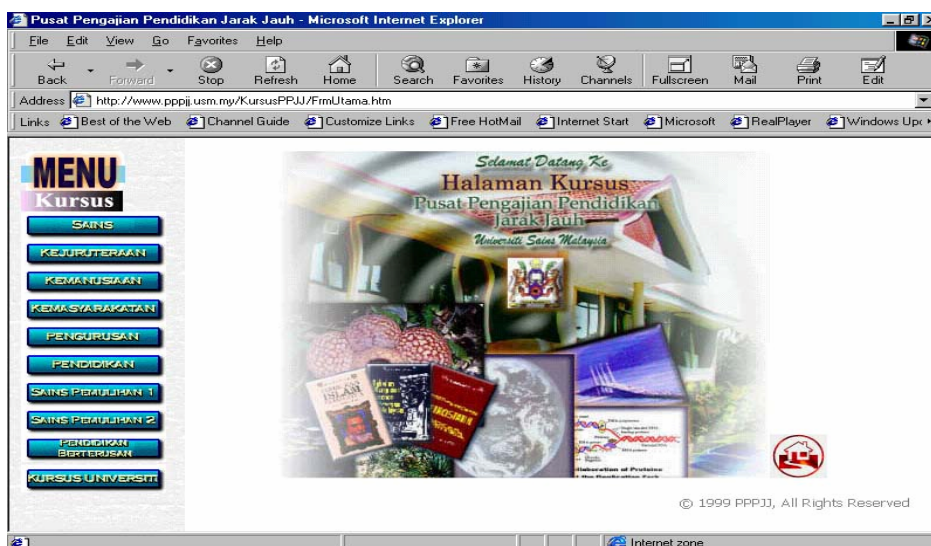 Pusat Pengajian Pendidikan Jarak Jauh - Microsoft Internet Explorer
File Edit View Go Favorites Help
Back Forward Stop Refresh Home Search Favorites History Channels Fullscreen Mail Print Edit
Address http://www.pppjj.usm.my/KursusPPJJ/FrmUtama.htm
Links Best of the Web Channel Guide Customize Links Free HotMail Internet Start Microsoft RealPlayer Windows Up
MENU
Kursus
SAINS
KEJURUTERAAN
KEMANUSIAAN
KEMASYARAKATAN
PENGURUSAN
PENDIDIKAN
SAINS PEMULIHAN 1
SAINS PEMULIHAN 2
PENDIDIKAN
BERTERUSAN
KURSUS UNIVERSITI
Selamat Datang Ke
Halaman Kursus
Pusat Pengajian Pendidikan
Jarak Jauh
Universiti Sains Malaysia
ISLAM
© 1999 PPPJJ, All Rights Reserved
Internet zone